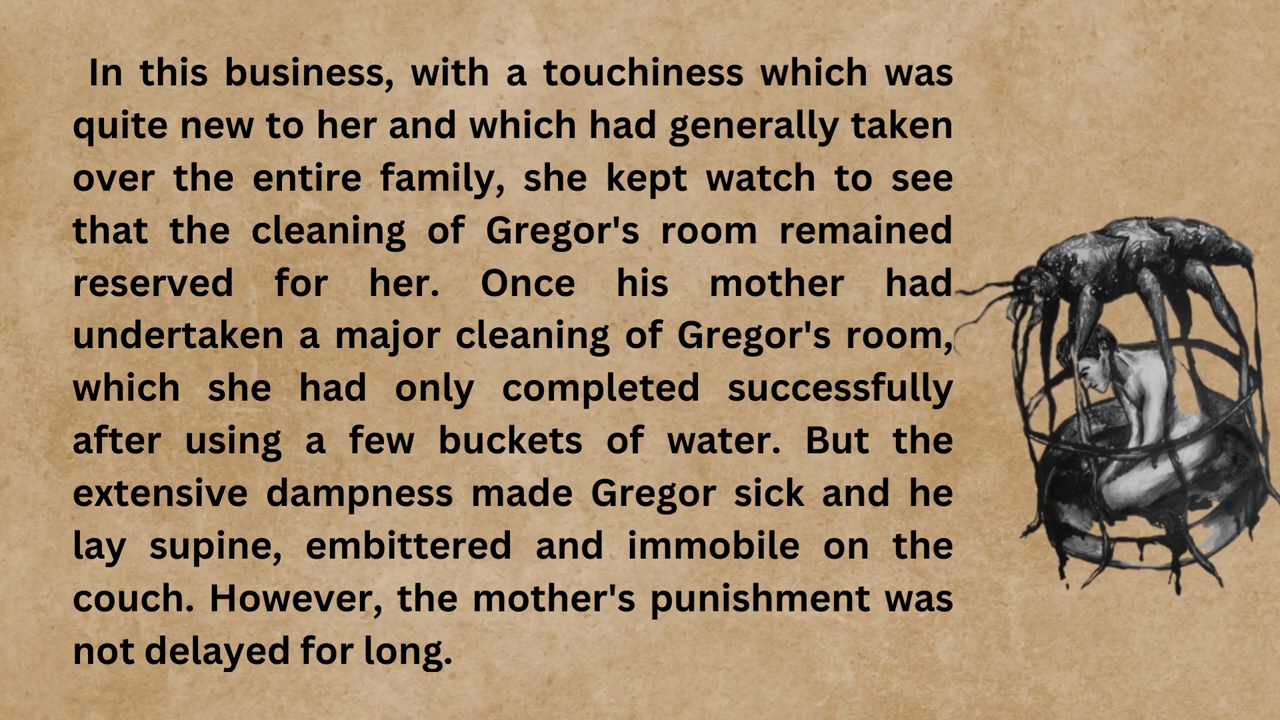 In this business, with a touchiness which was
quite new to her and which had generally taken
over the entire family, she kept watch to see
that the cleaning of Gregor's room remained
reserved for her. Once his mother had
undertaken a major cleaning of Gregor's room,
which she had only completed successfully
after using a few buckets of water. But the
extensive dampness made Gregor sick and he
lay supine, embittered and immobile on the
couch. However, the mother's punishment was
not delayed for long.